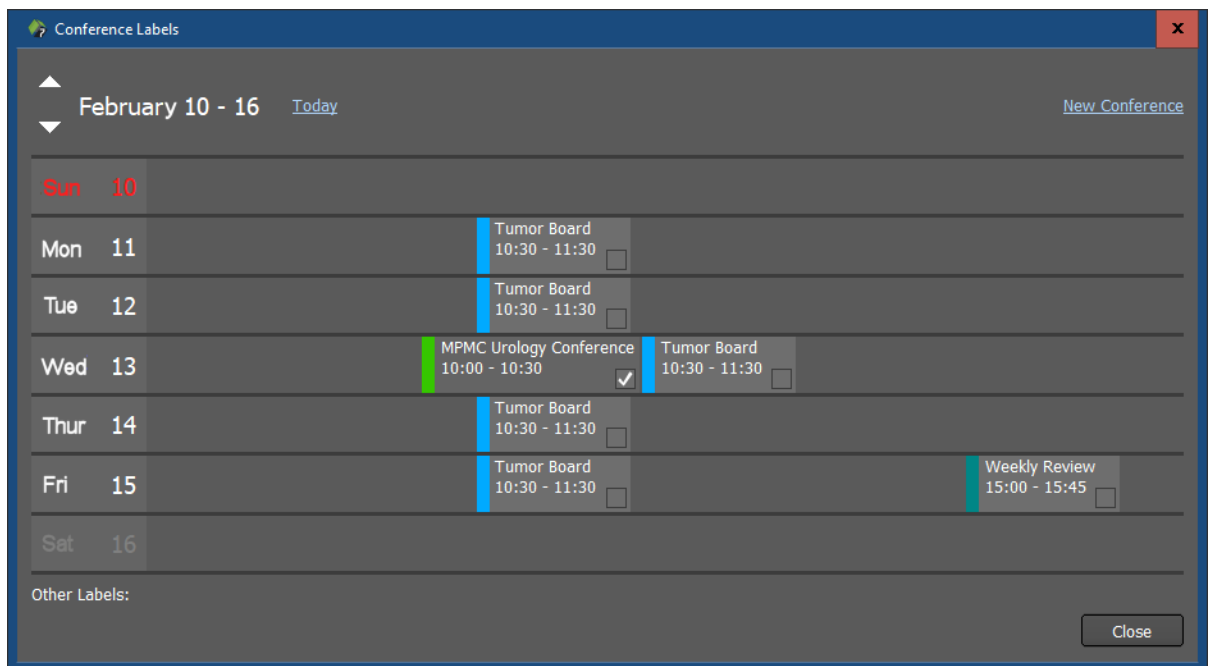 Conference Labels
x
February 10 - 16 Today New Conference
Sun 10
Mon 11
Tumor Board
10:30 - 11:30
Tue 12
Tumor Board
10:30 - 11:30
Wed 13
MPMC Urology Conference
10:00 - 10:30
Tumor Board
10:30 - 11:30
Thur 14
Tumor Board
10:30 - 11:30
Fri 15
Tumor Board
10:30 - 11:30
Weekly Review
15:00 - 15:45
Sat 16
Other Labels:
Close